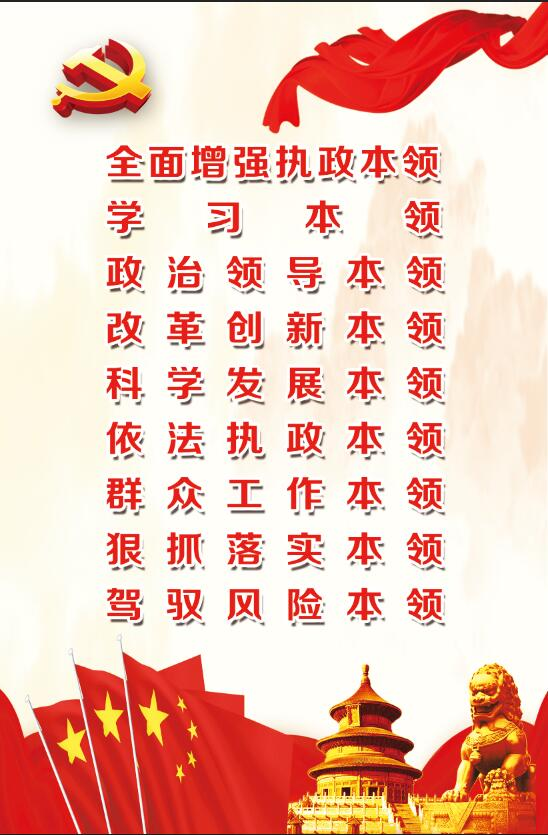 全面增强执政本领
学习本领
政治领导本领
改革创新本领
科学发展本领
依法执政本领
群众工作本领
狠抓落实本领
驾驭风险本领